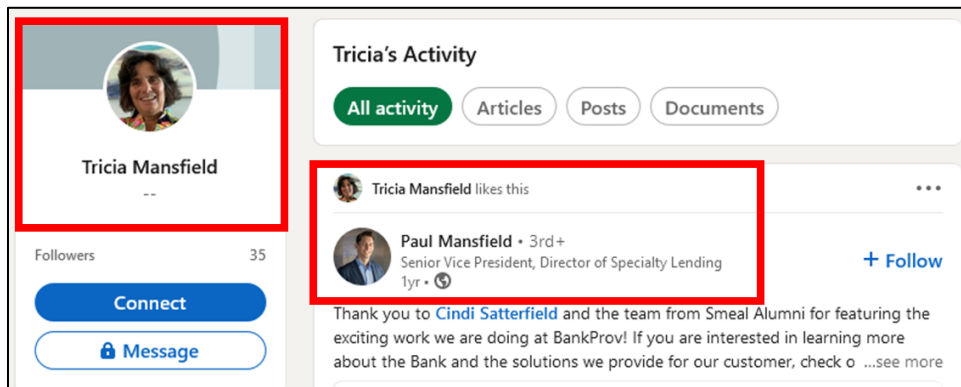 Tricia Mansfield
--
Followers 35
Connect
Message
Tricia's Activity
All activity Articles Posts Documents
Tricia Mansfield likes this
Paul Mansfield • 3rd+
Senior Vice President, Director of Specialty Lending
1yr •
+ Follow
Thank you to Cindi Satterfield and the team from Smeal Alumni for featuring the
exciting work we are doing at BankProv! If you are interested in learning more
about the Bank and the solutions we provide for our customer, check o ...see more